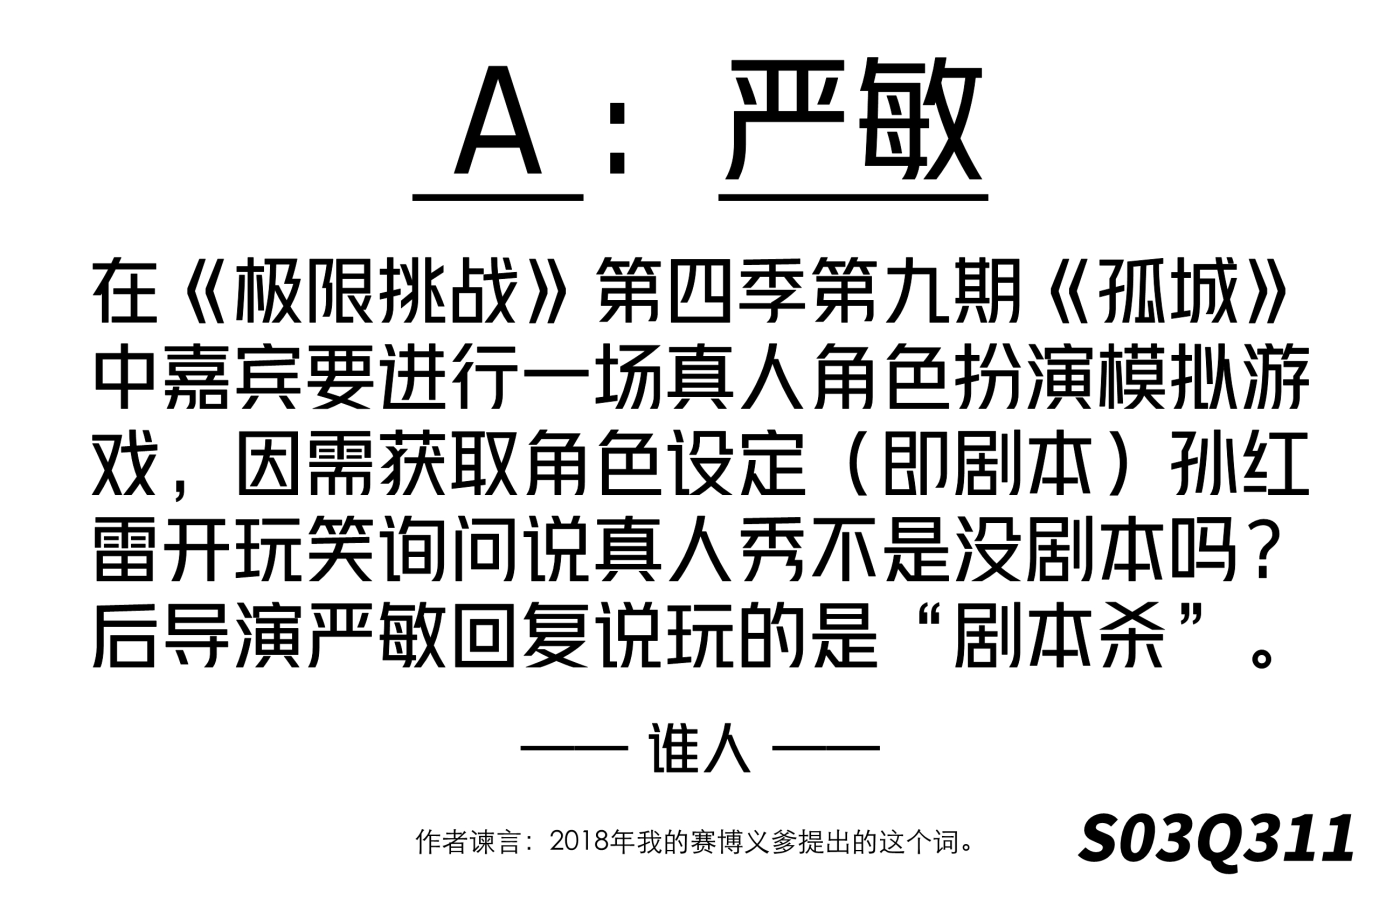 A：严敏
在《极限挑战》第四季第九期《孤城》
中嘉宾要进行一场真人角色扮演模拟游
戏，因需获取角色设定（即剧本）孙红
雷开玩笑询问说真人秀不是没剧本吗？
后导演严敏回复说玩的是“剧本杀”。
—— 谁人 ——
作者谏言：2018年我的赛博义爹提出的这个词。
S03Q311